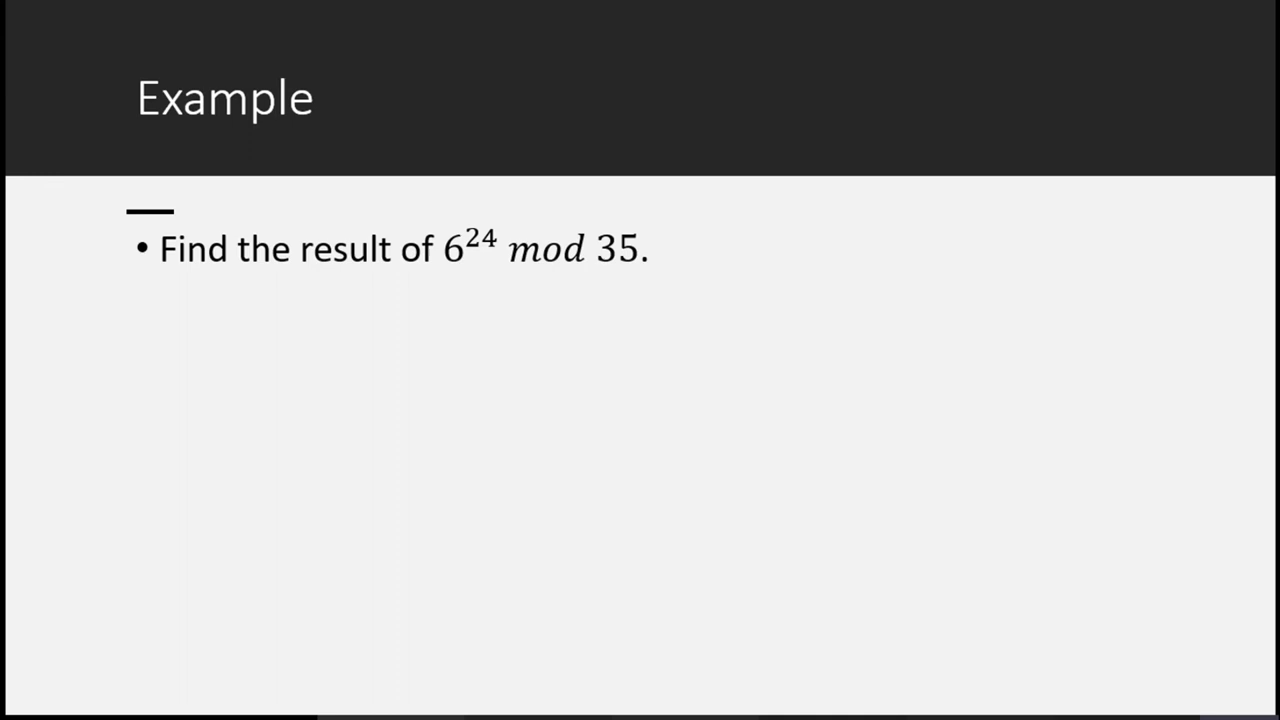 Example
• Find the result of 6²⁴ mod 35.